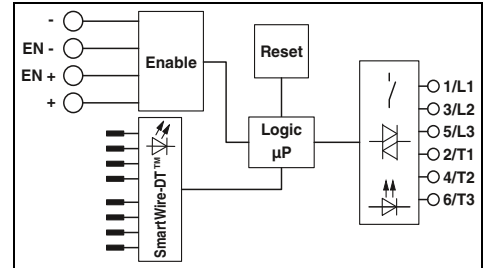 -
EN -
EN +
+
Enable
Reset
Logic
µP
SmartWire-DT™
1/L1
3/L2
5/L3
2/T1
4/T2
6/T3